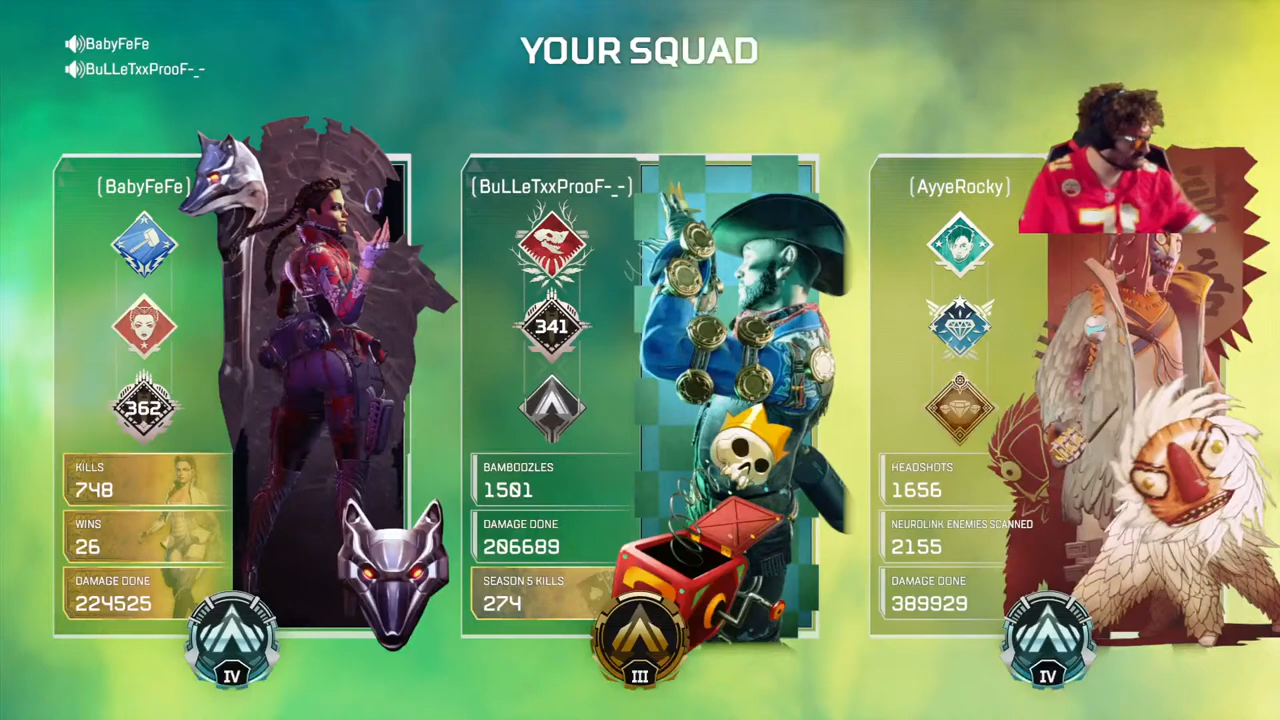 BabyFeFe
BuLLeTxxProoF-_-
YOUR SQUAD
(BabyFeFe)
362
KILLS
748
WINS
26
DAMAGE DONE
224525
IV
(BuLLeTxxProoF-_-)
341
BAMBOOZLES
1501
DAMAGE DONE
206689
SEASON 5 KILLS
274
III
(AyyeRocky)
HEADSHOTS
1656
NEUROLINK ENEMIES SCANNED
2155
DAMAGE DONE
389929
IV